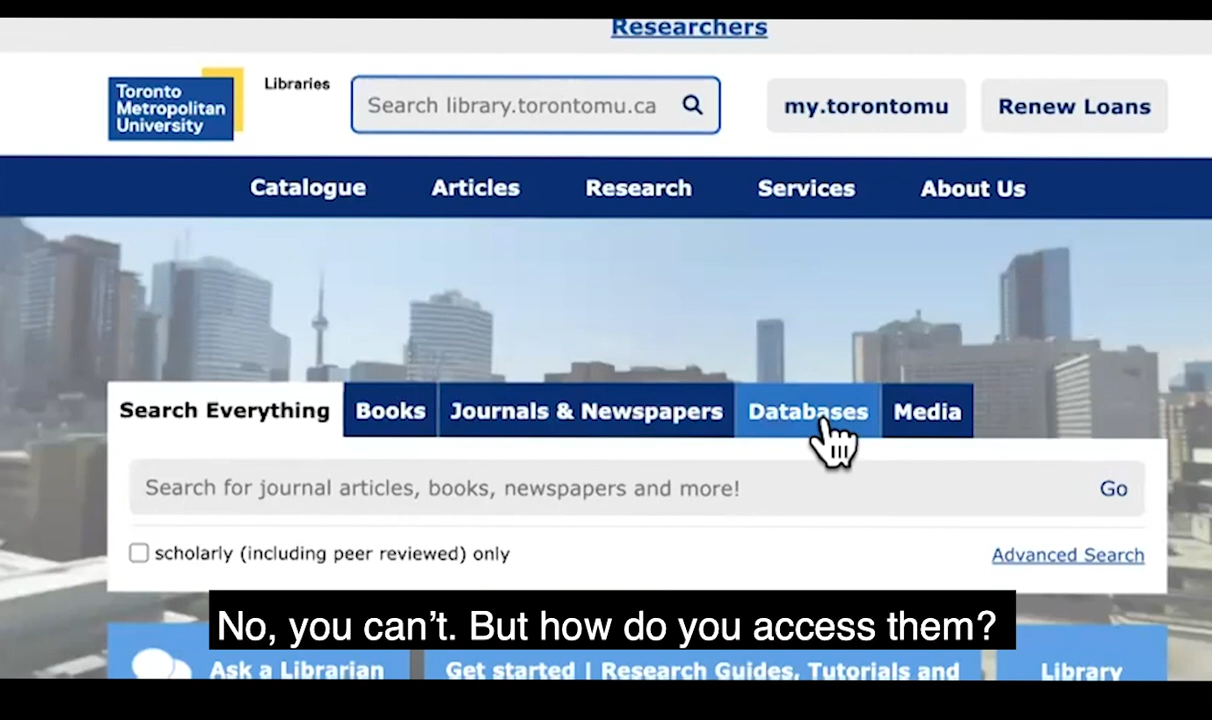 Researchers
Toronto
Metropolitan
University
Libraries
Search library.torontomu.ca
my.torontomu
Renew Loans
Catalogue
Articles
Research
Services
About Us
Search Everything
Books
Journals & Newspapers
Databases
Media
Search for journal articles, books, newspapers and more!
Go
scholarly (including peer reviewed) only
Advanced Search
No, you can't. But how do you access them?
Ask a Librarian
Get started | Research Guides, Tutorials and
Library